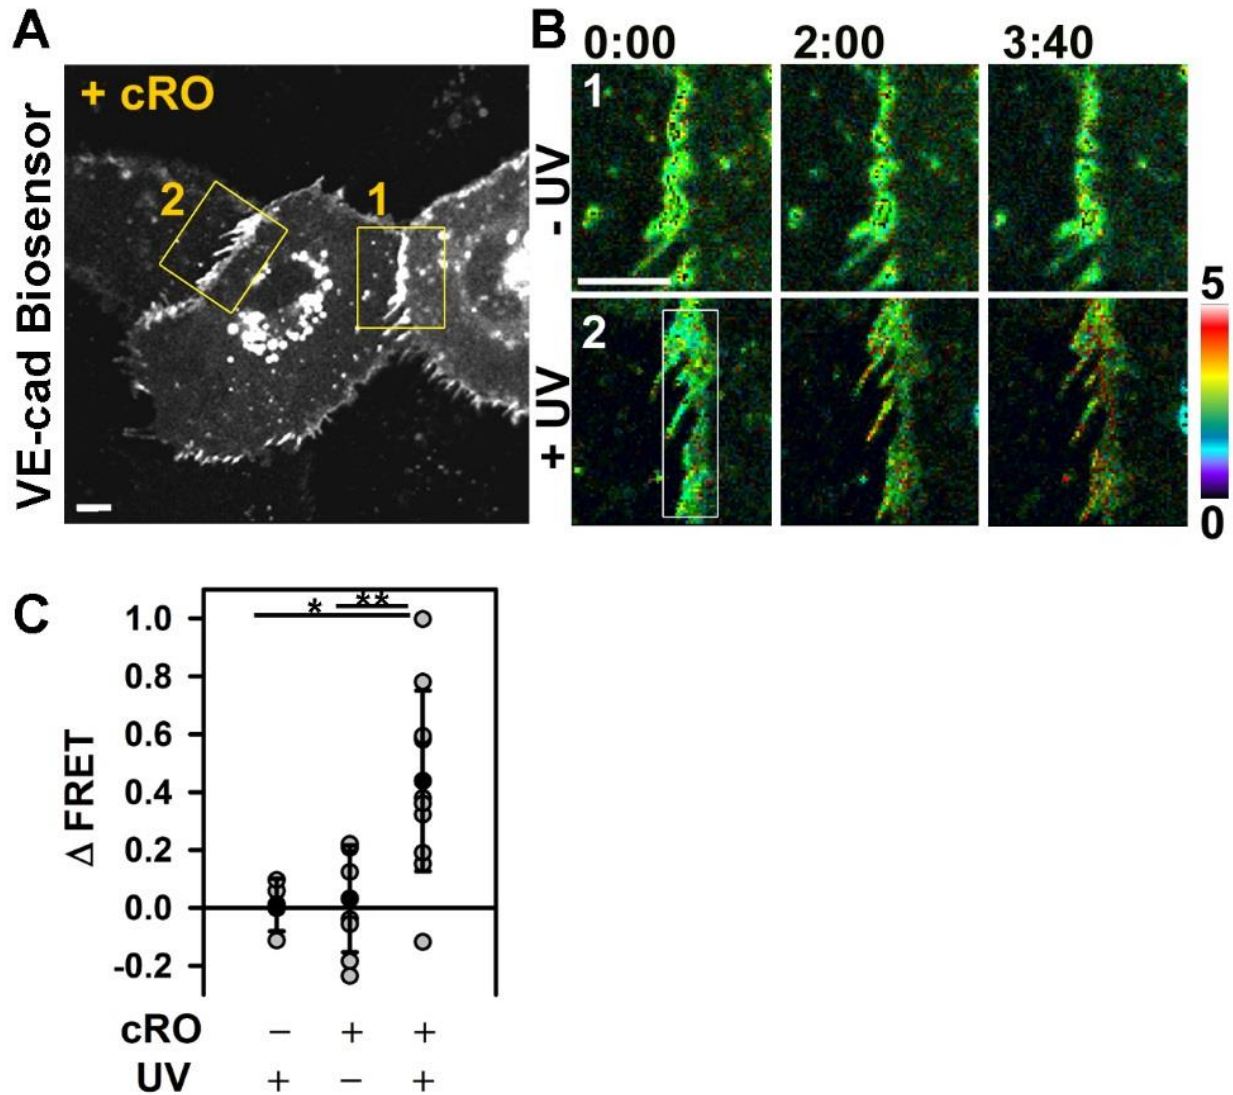 A
B
0:00 2:00 3:40
VE-cad Biosensor
+ cRO
2
1
- UV
1
+ UV
2
5
0
C
* **
1.0
0.8
0.6
0.4
0.2
0.0
-0.2
Δ FRET
cRO − + +
UV + − +